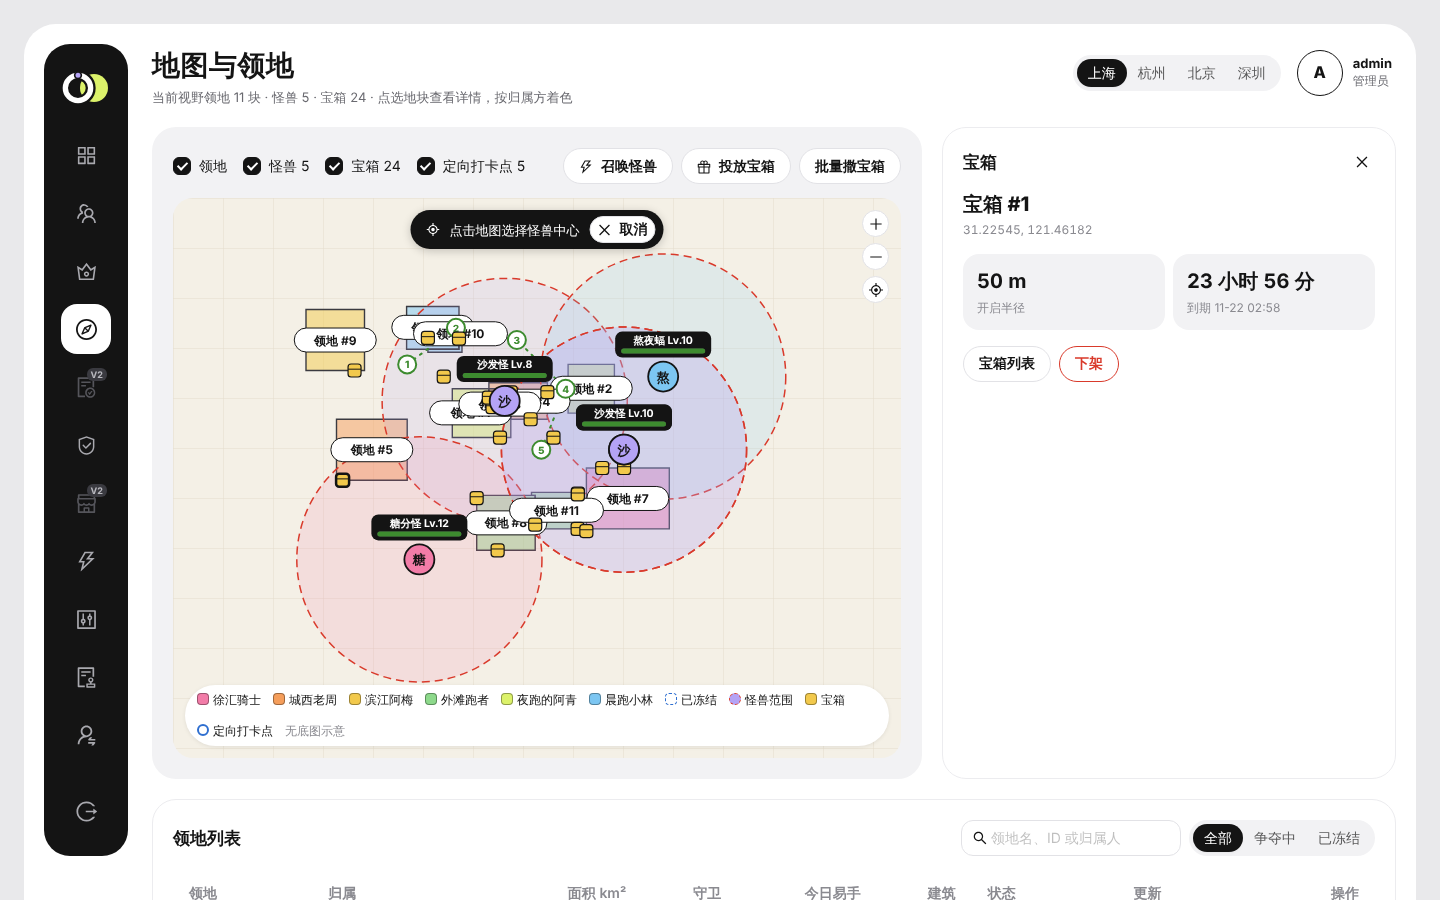 地图与领地
当前视野领地 11 块 · 怪兽 5 · 宝箱 24 · 点选地块查看详情，按归属方着色
上海 杭州 北京 深圳
A
admin
管理员
V2
V2
领地 怪兽 5 宝箱 24 定向打卡点 5
召唤怪兽 投放宝箱 批量撒宝箱
点击地图选择怪兽中心 取消
领地 #9
#10
1
2
3
4
5
熬夜蝠 Lv.10
熬
沙发怪 Lv.8
沙
领地 #2
沙发怪 Lv.10
沙
领地 #5
领地 #7
领地 #11
领地 #8
糖分怪 Lv.12
糖
徐汇骑士 城西老周 滨江阿梅 外滩跑者 夜跑的阿青 晨跑小林 已冻结 怪兽范围 宝箱
定向打卡点 无底图示意
宝箱
宝箱 #1
31.22545, 121.46182
50 m
开启半径
23 小时 56 分
到期 11-22 02:58
宝箱列表 下架
领地列表
领地名、ID 或归属人
全部 争夺中 已冻结
领地 归属 面积 km² 守卫 今日易手 建筑 状态 更新 操作